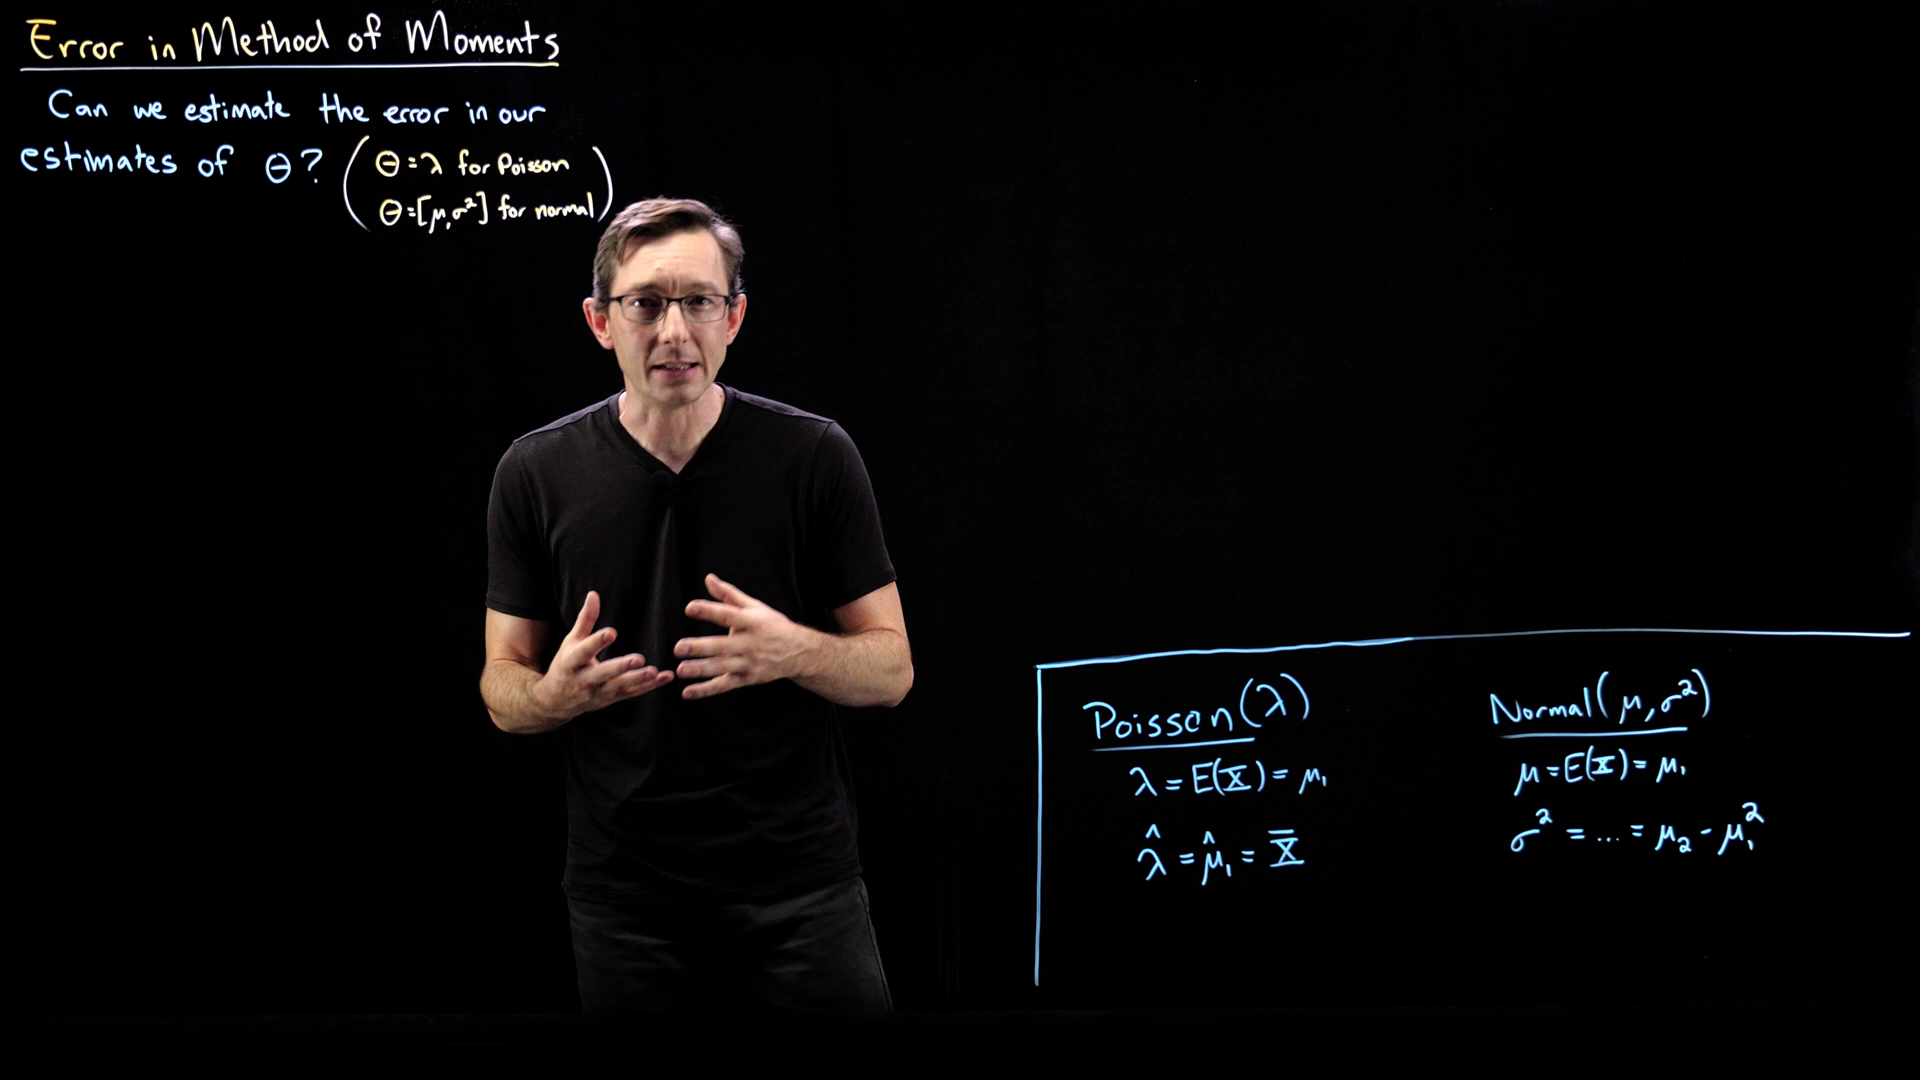 Error in Method of Moments
Can we estimate the error in our
estimates of θ? (θ=λ for Poisson
θ=[μ,σ²] for normal)
Poisson(λ)
λ = E(X) = μ₁
λ̂ = μ̂₁ = X̄
Normal(μ,σ²)
μ = E(X) = μ₁
σ² = ... = μ₂ - μ₁²